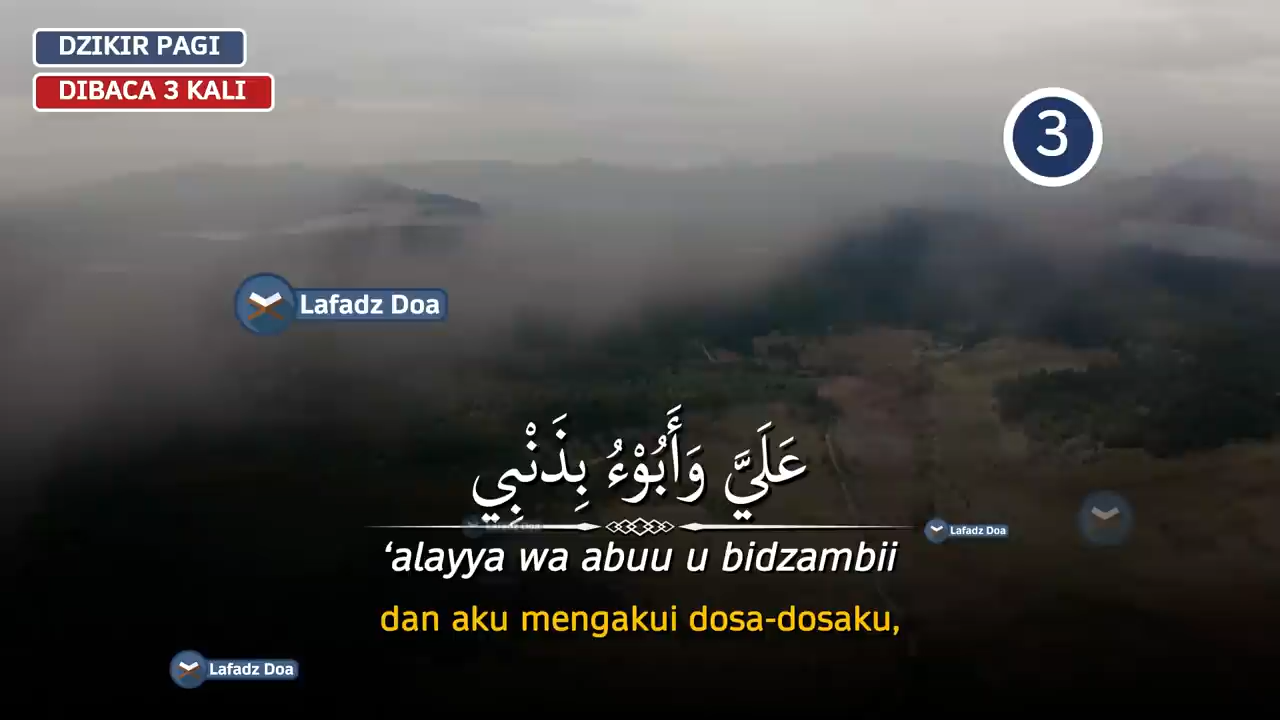 DZIKIR PAGI
DIBACA 3 KALI
3
Lafadz Doa
عَلَيَّ وَأَبُوْءُ بِذَنْبِي
Lafadz Doa
‘alayya wa abuu u bidzambii
dan aku mengakui dosa-dosaku,
Lafadz Doa